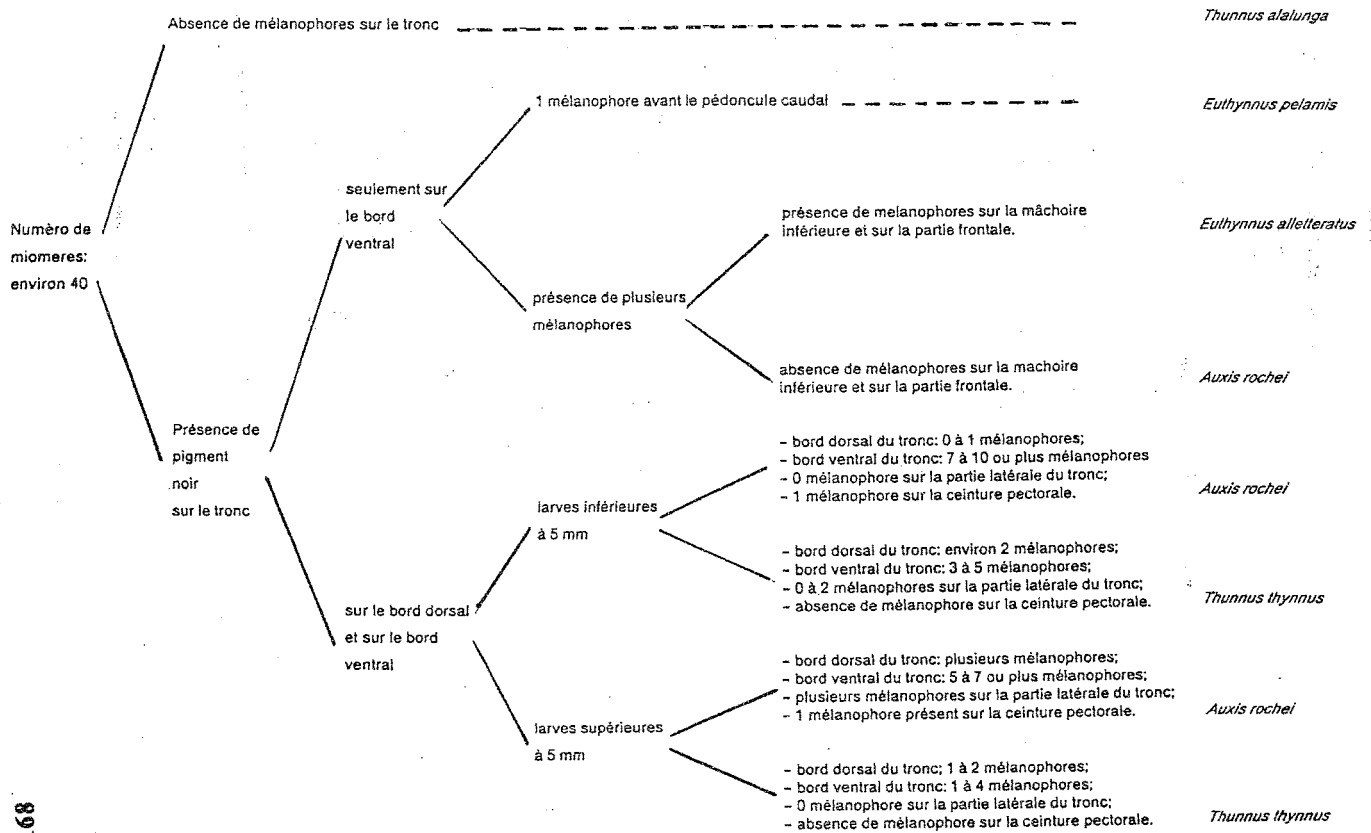 Absence de mélanophores sur le tronc
Thunnus alalunga
1 mélanophore avant le pédoncule caudal
Euthynnus pelamis
seulement sur
le bord
ventral
Numèro de
miomeres:
environ 40
présence de melanophores sur la mâchoire
inférieure et sur la partie frontale.
Euthynnus alletteratus
présence de plusieurs
mélanophores
absence de mélanophores sur la machoire
inférieure et sur la partie frontale.
Auxis rochei
Présence de
pigment
noir
sur le tronc
- bord dorsal du tronc: 0 à 1 mélanophores;
- bord ventral du tronc: 7 à 10 ou plus mélanophores
- 0 mélanophore sur la partie latérale du tronc;
- 1 mélanophore sur la ceinture pectorale.
Auxis rochei
larves inférieures
à 5 mm
- bord dorsal du tronc: environ 2 mélanophores;
- bord ventral du tronc: 3 à 5 mélanophores;
- 0 à 2 mélanophores sur la partie latérale du tronc;
- absence de mélanophore sur la ceinture pectorale.
Thunnus thynnus
sur le bord dorsal
et sur le bord
ventral
- bord dorsal du tronc: plusieurs mélanophores;
- bord ventral du tronc: 5 à 7 ou plus mélanophores;
- plusieurs mélanophores sur la partie latérale du tronc;
- 1 mélanophore présent sur la ceinture pectorale.
Auxis rochei
larves supérieures
à 5 mm
- bord dorsal du tronc; 1 à 2 mélanophores;
- bord ventral du tronc: 1 à 4 mélanophores;
- 0 mélanophore sur la partie latérale du tronc;
- absence de mélanophore sur la ceinture pectorale.
Thunnus thynnus
68